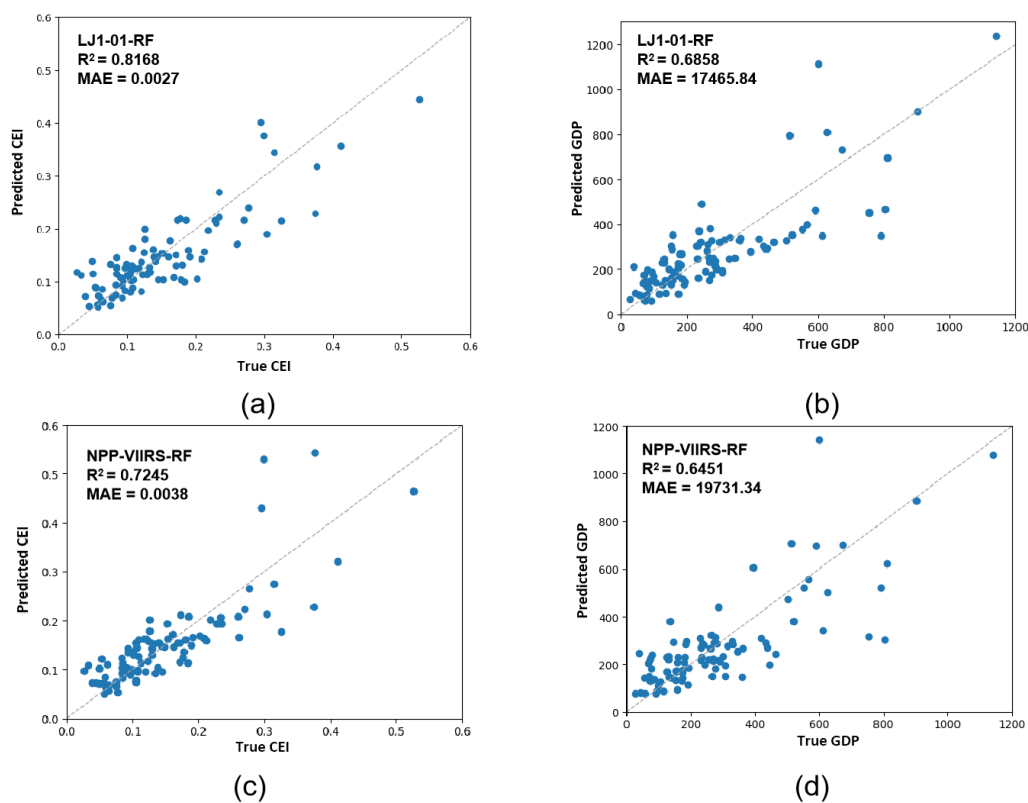 LJ1-01-RF
R² = 0.8168
MAE = 0.0027
Predicted CEI
0.6
0.5
0.4
0.3
0.2
0.1
0.0
0.0 0.1 0.2 0.3 0.4 0.5 0.6
True CEI
(a)
LJ1-01-RF
R² = 0.6858
MAE = 17465.84
Predicted GDP
1200
1000
800
600
400
200
0
0 200 400 600 800 1000 1200
True GDP
(b)
NPP-VIIRS-RF
R² = 0.7245
MAE = 0.0038
Predicted CEI
0.6
0.5
0.4
0.3
0.2
0.1
0.0
0.0 0.1 0.2 0.3 0.4 0.5 0.6
True CEI
(c)
NPP-VIIRS-RF
R² = 0.6451
MAE = 19731.34
Predicted GDP
1200
1000
800
600
400
200
0
0 200 400 600 800 1000 1200
True GDP
(d)